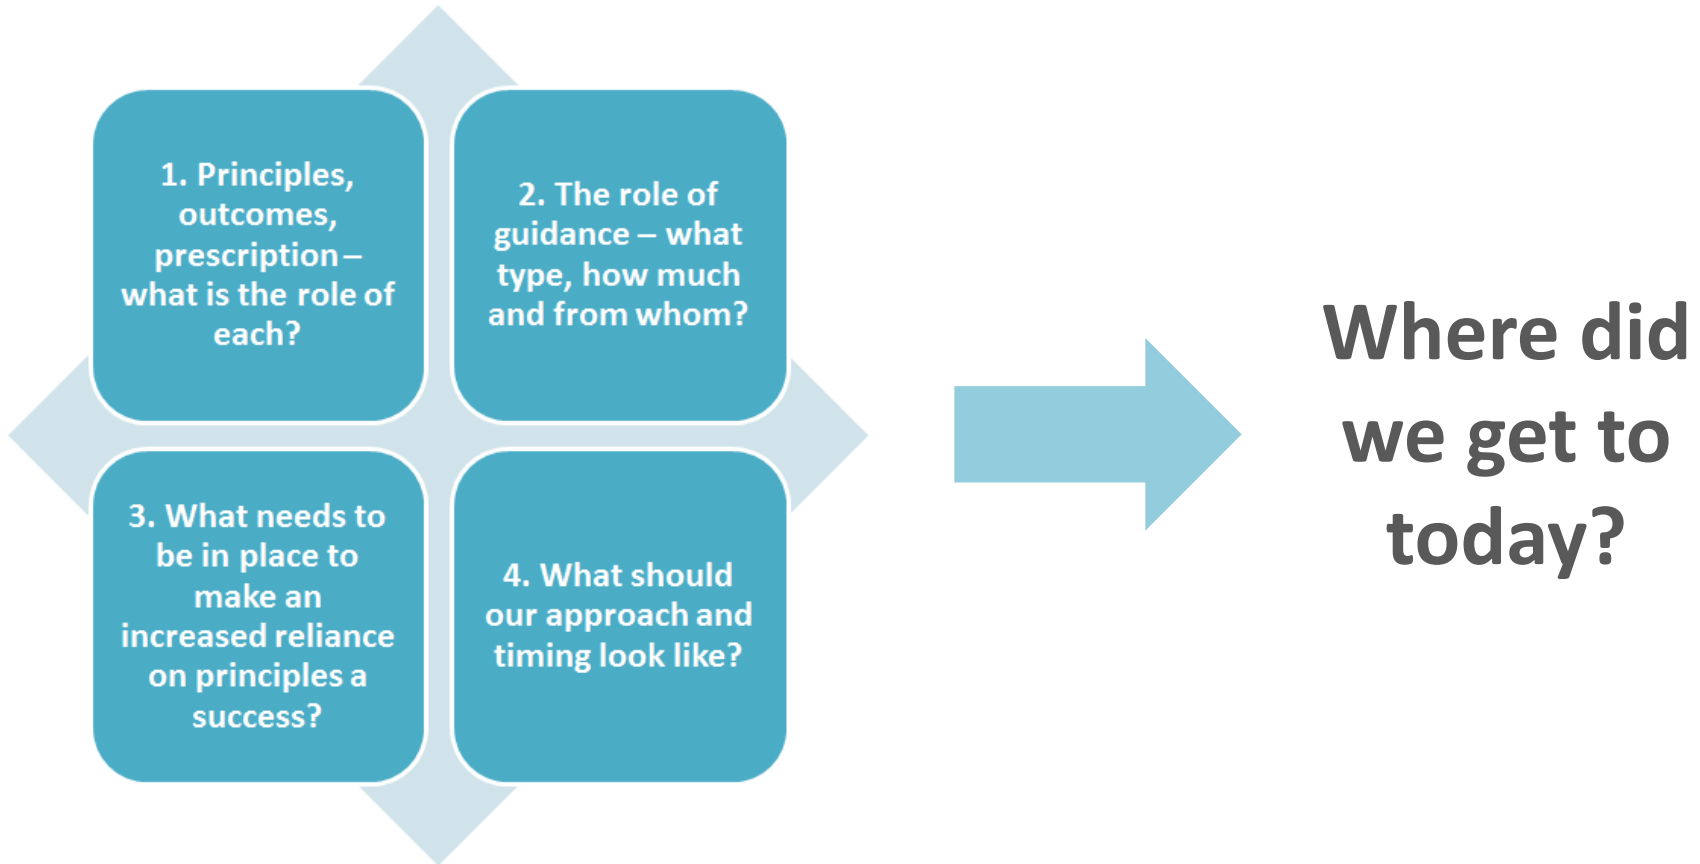 1. Principles,
outcomes,
prescription –
what is the role of
each?
2. The role of
guidance – what
type, how much
and from whom?
3. What needs to
be in place to
make an
increased reliance
on principles a
success?
4. What should
our approach and
timing look like?
Where did
we get to
today?